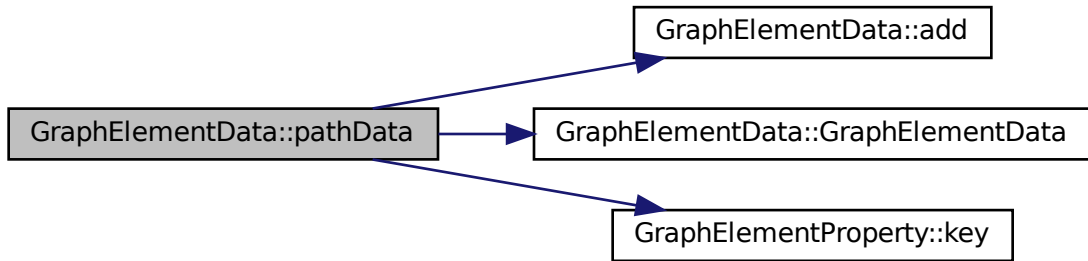 GraphElementData::add
GraphElementData::pathData
GraphElementData::GraphElementData
GraphElementProperty::key